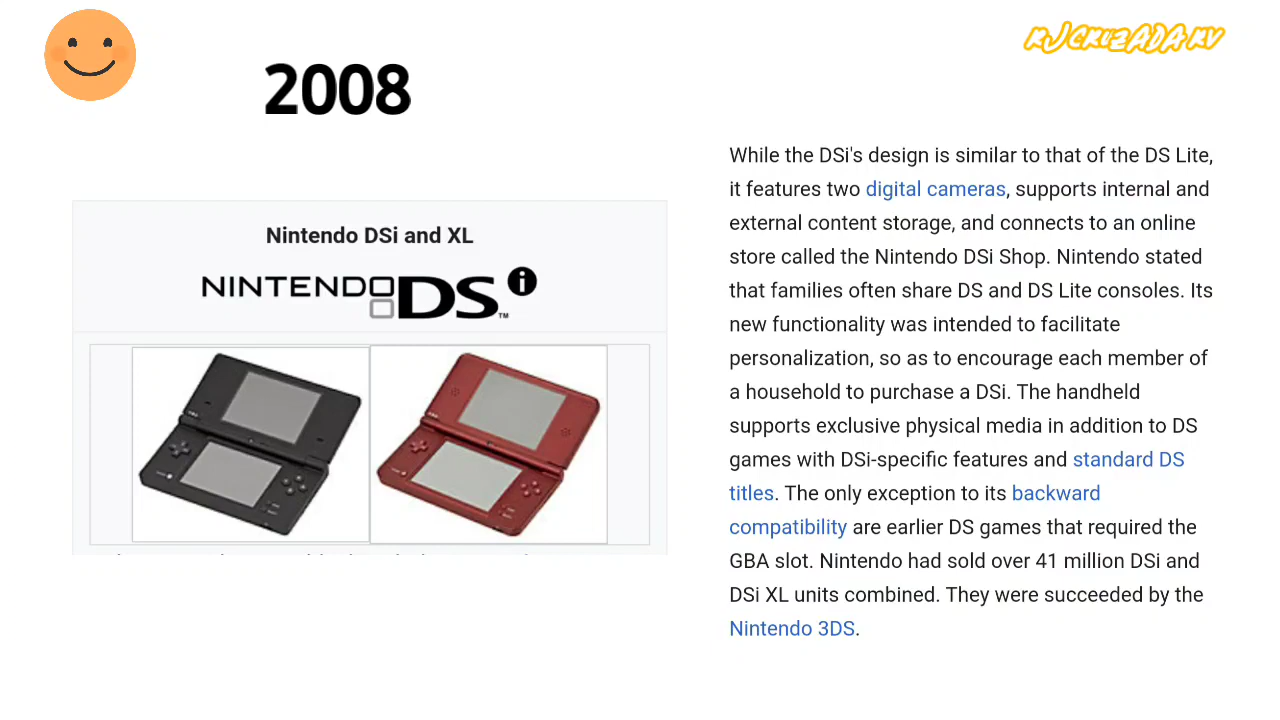 KJCRUZADA KV
2008
Nintendo DSi and XL
NINTENDO DS i ™
While the DSi's design is similar to that of the DS Lite,
it features two digital cameras, supports internal and
external content storage, and connects to an online
store called the Nintendo DSi Shop. Nintendo stated
that families often share DS and DS Lite consoles. Its
new functionality was intended to facilitate
personalization, so as to encourage each member of
a household to purchase a DSi. The handheld
supports exclusive physical media in addition to DS
games with DSi-specific features and standard DS
titles. The only exception to its backward
compatibility are earlier DS games that required the
GBA slot. Nintendo had sold over 41 million DSi and
DSi XL units combined. They were succeeded by the
Nintendo 3DS.